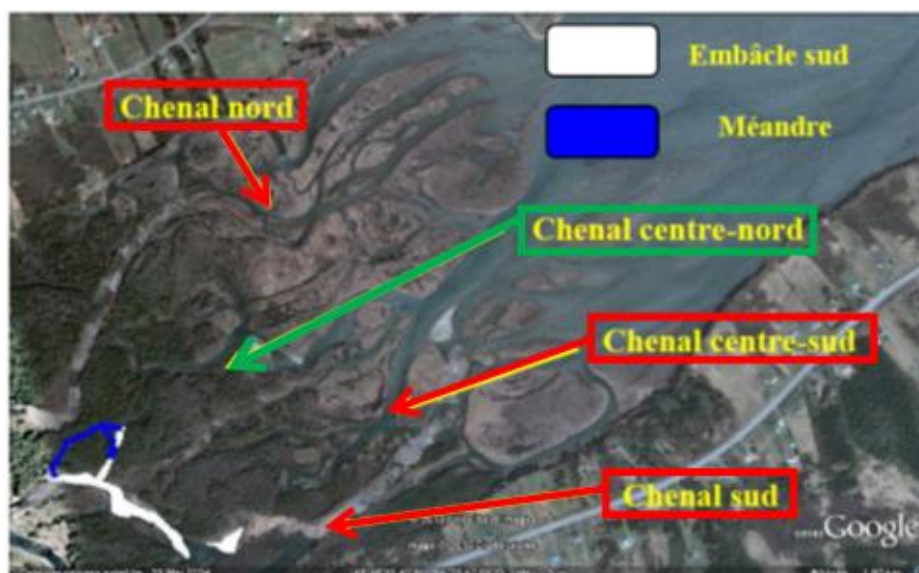 Embâcle sud
Chenal nord
Méandre
Chenal centre-nord
Chenal centre-sud
Chenal sud
Google